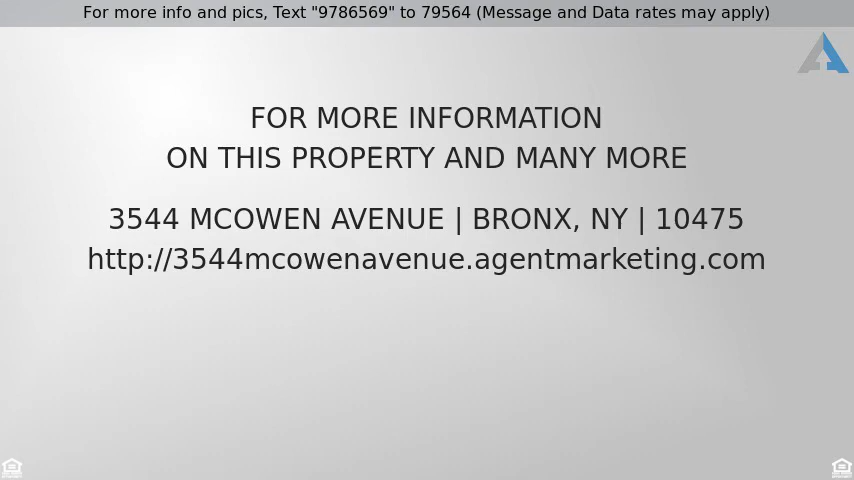 For more info and pics, Text "9786569" to 79564 (Message and Data rates may apply)
FOR MORE INFORMATION
ON THIS PROPERTY AND MANY MORE
3544 MCOWEN AVENUE | BRONX, NY | 10475
http://3544mcowenavenue.agentmarketing.com